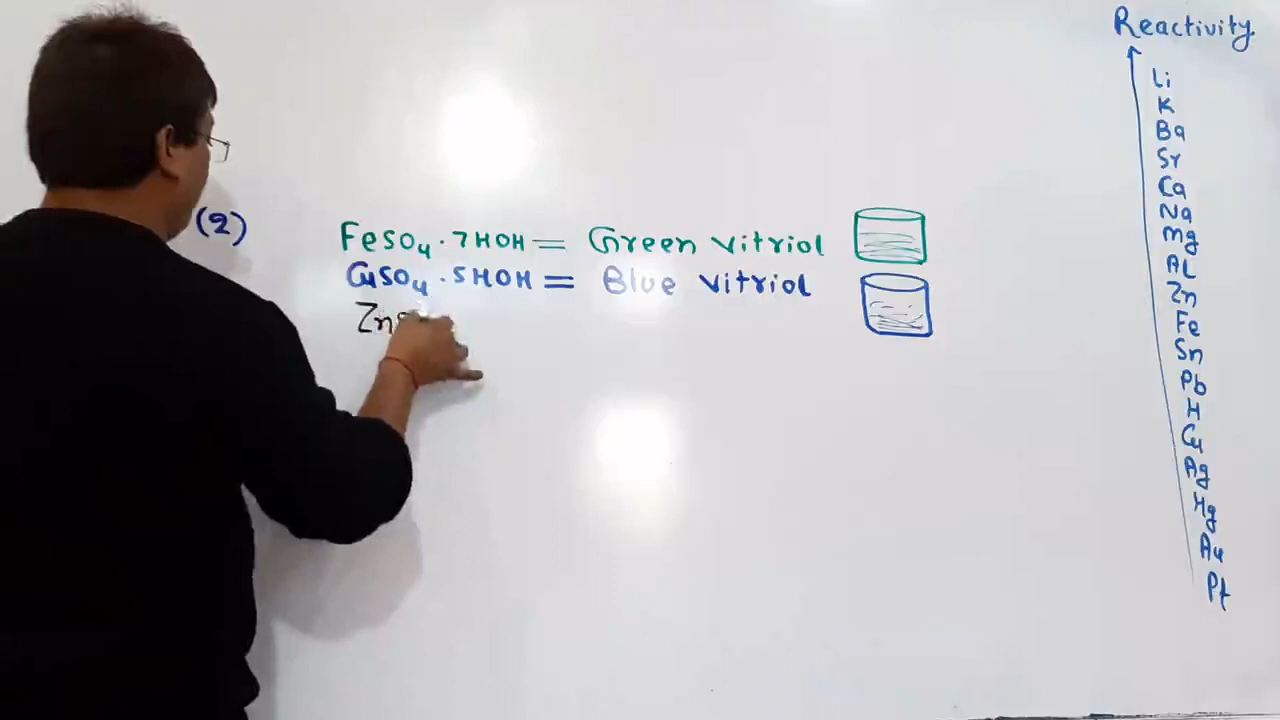 Reactivity
Li
K
Ba
Sr
Ca
Na
Mg
AL
Zn
Fe
Sn
Pb
H
Cu
Ag
Hg
Au
Pt
(2)
FeSO₄·7HOH = Green vitriol
CuSO₄·5HOH = Blue vitriol
Zn